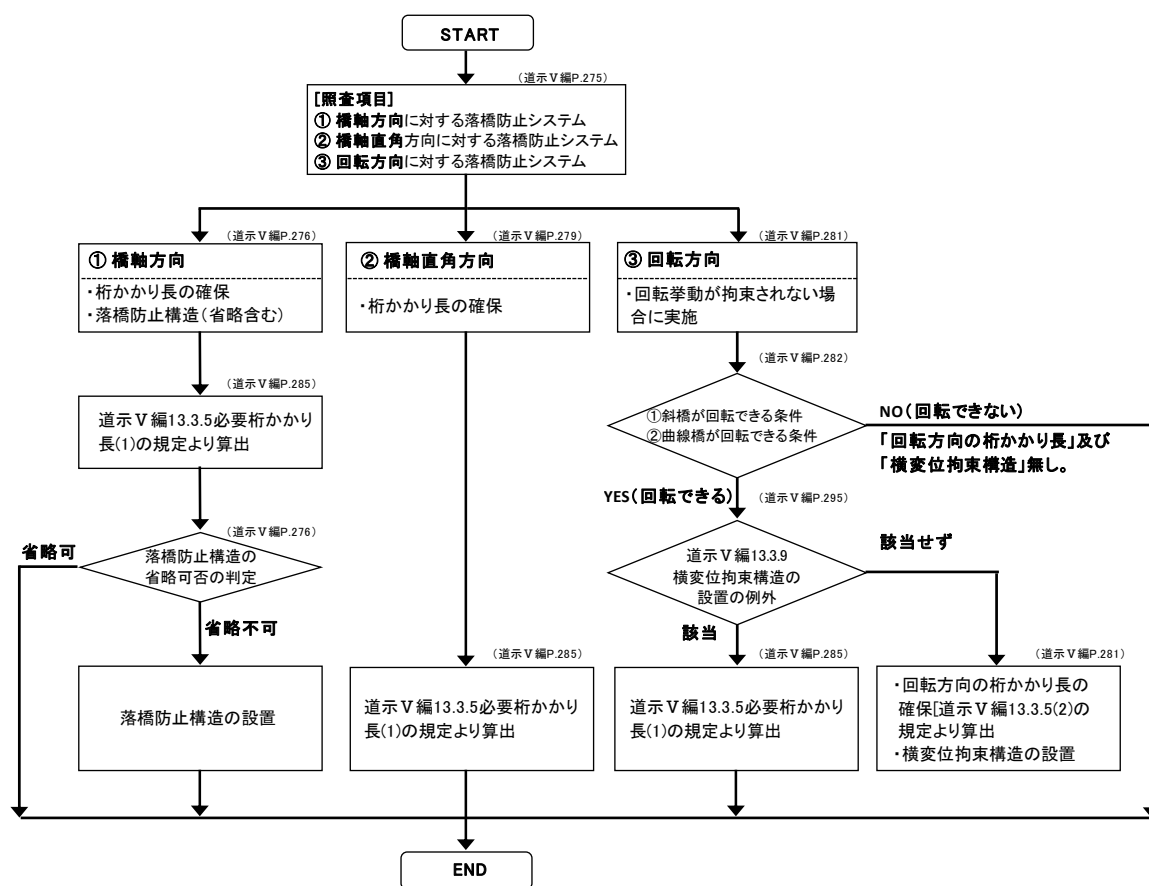 START
（道示Ⅴ編P.275）
[照査項目]
① 橋軸方向に対する落橋防止システム
② 橋軸直角方向に対する落橋防止システム
③ 回転方向に対する落橋防止システム
（道示Ⅴ編P.276）
① 橋軸方向
・桁かかり長の確保
・落橋防止構造（省略含む）
（道示Ⅴ編P.285）
道示Ⅴ編13.3.5必要桁かかり
長(1)の規定より算出
（道示Ⅴ編P.276）
省略可
落橋防止構造の
省略可否の判定
省略不可
落橋防止構造の設置
（道示Ⅴ編P.279）
② 橋軸直角方向
・桁かかり長の確保
（道示Ⅴ編P.285）
道示Ⅴ編13.3.5必要桁かかり
長(1)の規定より算出
（道示Ⅴ編P.281）
③ 回転方向
・回転挙動が拘束されない場
合に実施
（道示Ⅴ編P.282）
①斜橋が回転できる条件
②曲線橋が回転できる条件
NO（回転できない）
「回転方向の桁かかり長」及び
「横変位拘束構造」無し。
YES（回転できる）
（道示Ⅴ編P.295）
道示Ⅴ編13.3.9
横変位拘束構造の
設置の例外
該当せず
該当
（道示Ⅴ編P.285）
道示Ⅴ編13.3.5必要桁かかり
長(1)の規定より算出
（道示Ⅴ編P.281）
・回転方向の桁かかり長の
確保[道示Ⅴ編13.3.5(2)の
規定より算出
・横変位拘束構造の設置
END